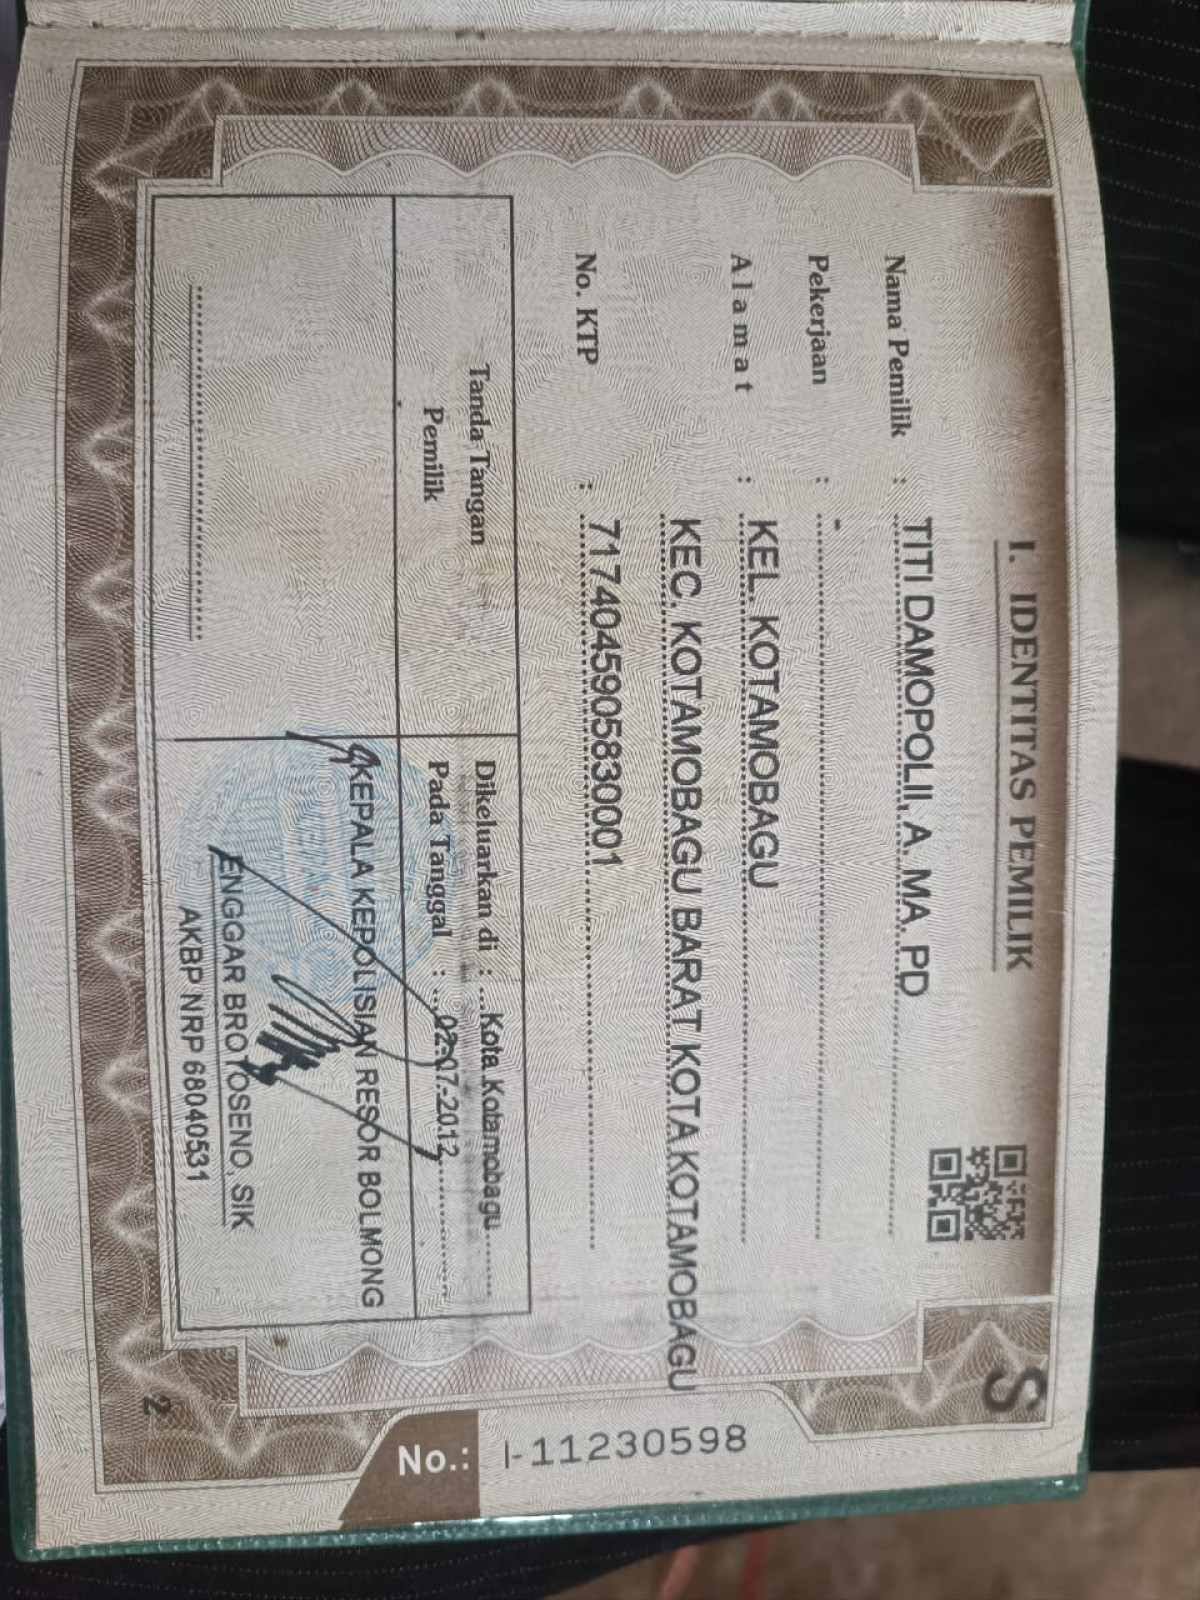 S
I. IDENTITAS PEMILIK
Nama Pemilik : TITI DAMOPOLII, A. MA. PD
Pekerjaan : -
Alamat : KEL. KOTAMOBAGU
KEC. KOTAMOBAGU BARAT KOTA KOTAMOBAGU
No. KTP : 7174045905830001
Tanda Tangan
Pemilik
Dikeluarkan di : Kota Kotamobagu
Pada Tanggal : 02-07-2012
KEPALA KEPOLISIAN RESOR BOLMONG
ENGGAR BROTOSENO, SIK
AKBP NRP 68040531
No.: I-11230598
2